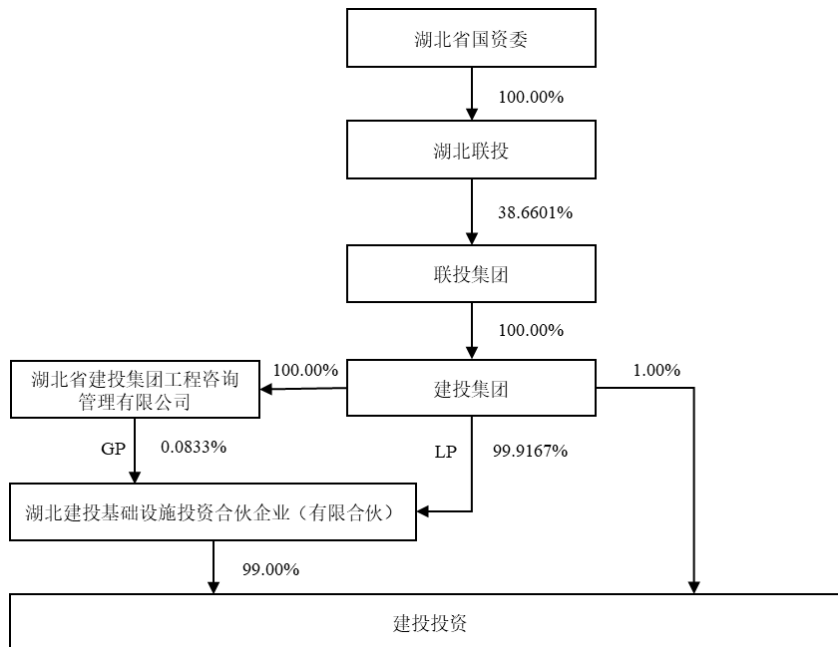 湖北省国资委
100.00%
湖北联投
38.6601%
联投集团
100.00%
湖北省建投集团工程咨询
管理有限公司
100.00%
建投集团
1.00%
GP
0.0833%
LP
99.9167%
湖北建投基础设施投资合伙企业（有限合伙）
99.00%
建投投资